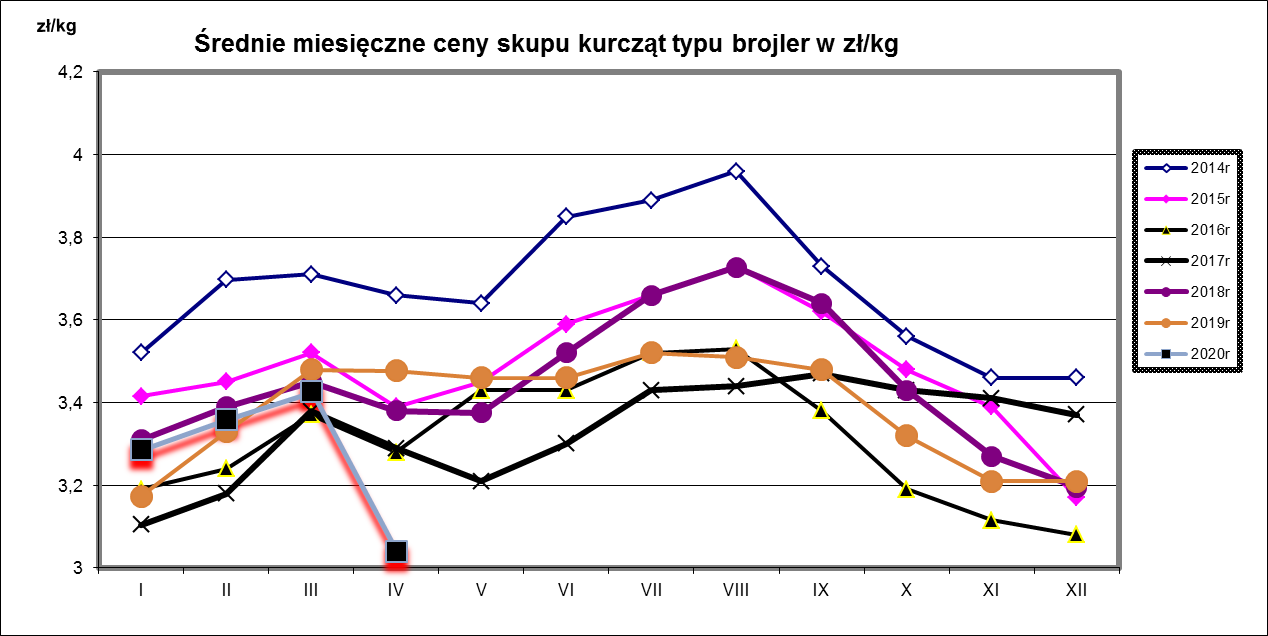 zł/kg
Średnie miesięczne ceny skupu kurcząt typu brojler w zł/kg
4,2
4
3,8
3,6
3,4
3,2
3
I II III IV V VI VII VIII IX X XI XII
2014r
2015r
2016r
2017r
2018r
2019r
2020r